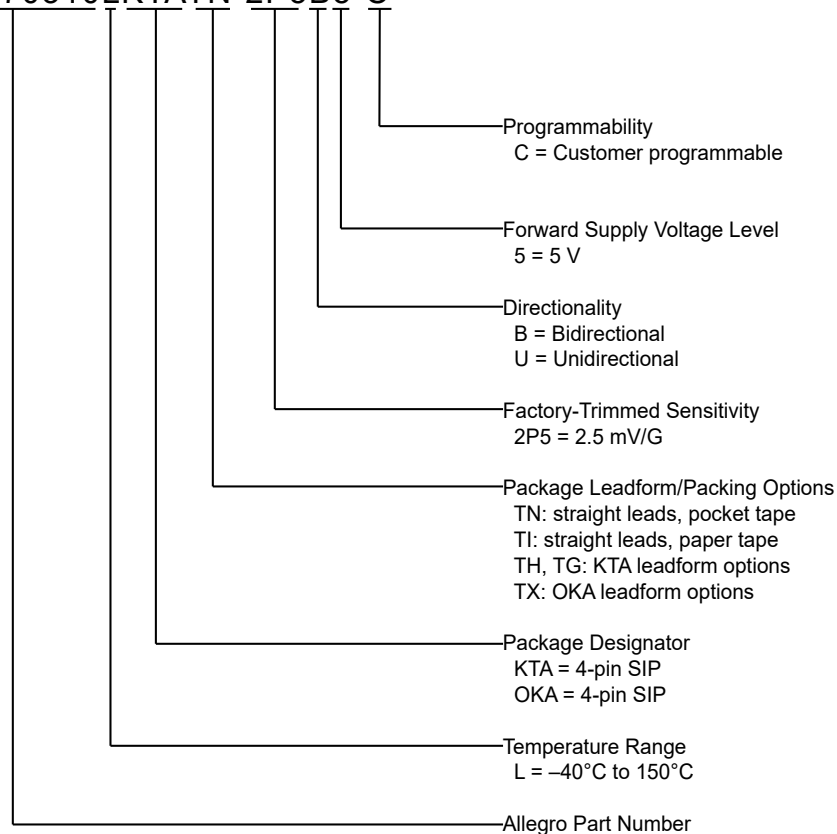 Programmability
C = Customer programmable
Forward Supply Voltage Level
5 = 5 V
Directionality
B = Bidirectional
U = Unidirectional
Factory-Trimmed Sensitivity
2P5 = 2.5 mV/G
Package Leadform/Packing Options
TN: straight leads, pocket tape
TI: straight leads, paper tape
TH, TG: KTA leadform options
TX: OKA leadform options
Package Designator
KTA = 4-pin SIP
OKA = 4-pin SIP
Temperature Range
L = –40°C to 150°C
Allegro Part Number